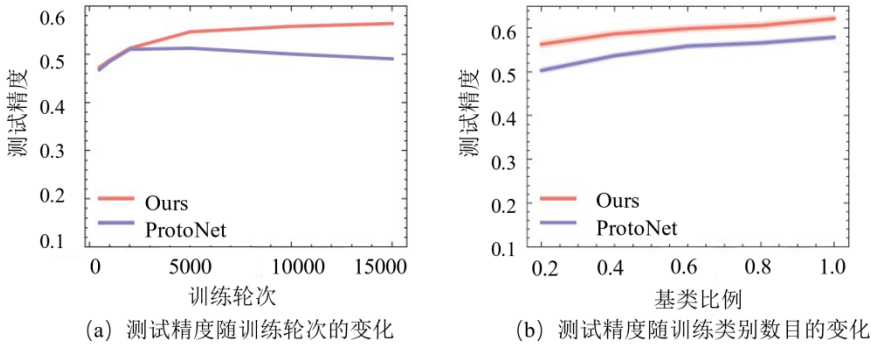 0.6
0.5
0.4
0.3
0.2
0.1
测试精度
Ours
ProtoNet
0 5000 10000 15000
训练轮次
(a) 测试精度随训练轮次的变化
0.6
0.5
0.4
0.3
0.2
0.1
测试精度
Ours
ProtoNet
0.2 0.4 0.6 0.8 1.0
基类比例
(b) 测试精度随训练类别数目的变化